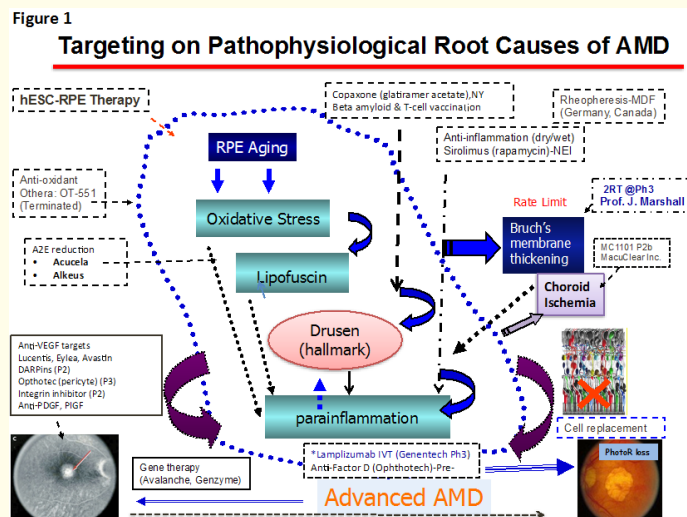 Figure 1
Targeting on Pathophysiological Root Causes of AMD
hESC-RPE Therapy
Copaxone (glatiramer acetate),NY
Beta amyloid & T-cell vaccination
Rheopheresis-MDF
(Germany, Canada)
RPE Aging
Anti-inflammation (dry/wet)
Sirolimus (rapamycin)-NEI
Anti-oxidant
Othera: OT-551
(Terminated)
Oxidative Stress
Rate Limit
2RT @Ph3
Prof. J. Marshall
Bruch's
membrane
thickening
A2E reduction
• Acucela
• Alkeus
Lipofuscin
MC1101 P2b
MacuClear Inc.
Choroid
Ischemia
Drusen
(hallmark)
Anti-VEGF targets
Lucentis, Eylea, Avastin
DARPins (P2)
Opthotec (pericyte) (P3)
Integrin inhibitor (P2)
Anti-PDGF, PlGF
parainflammation
Cell replacement
C
Gene therapy
(Avalanche, Genzyme)
*Lamplizumab IVT (Genentech Ph3)
Anti-Factor D (Ophthotech)-Pre-
PhotoR loss
Advanced AMD